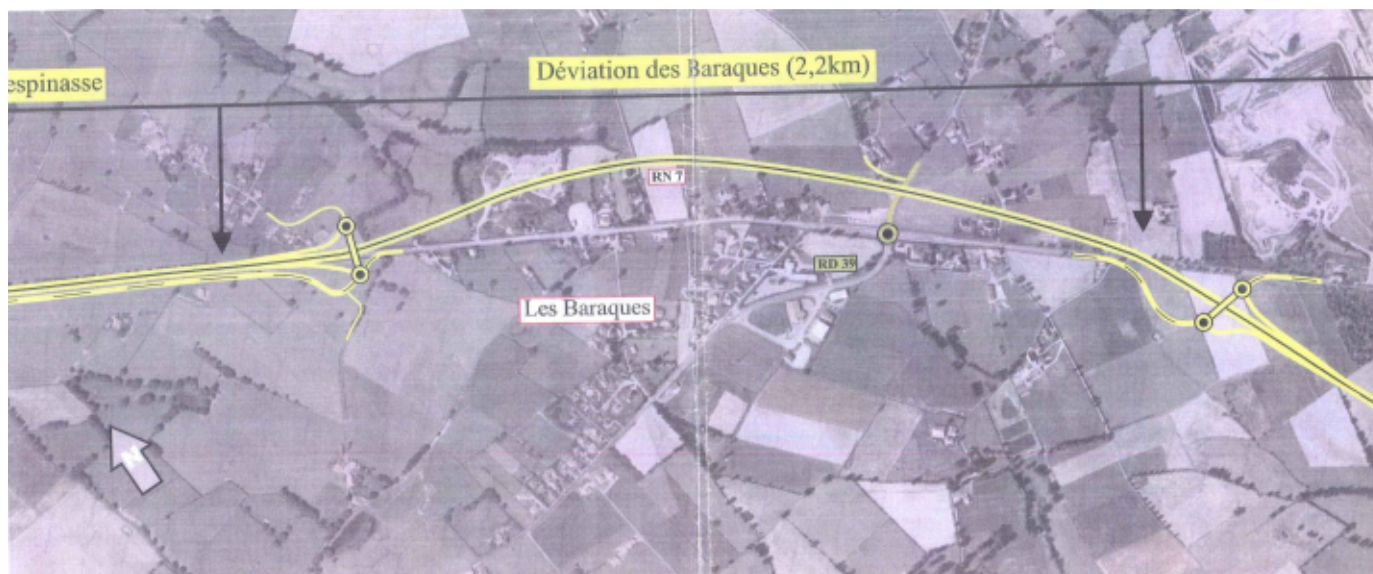 Déviation des Baraques (2,2km)
espinasse
RN 7
RD 39
Les Baraques
N